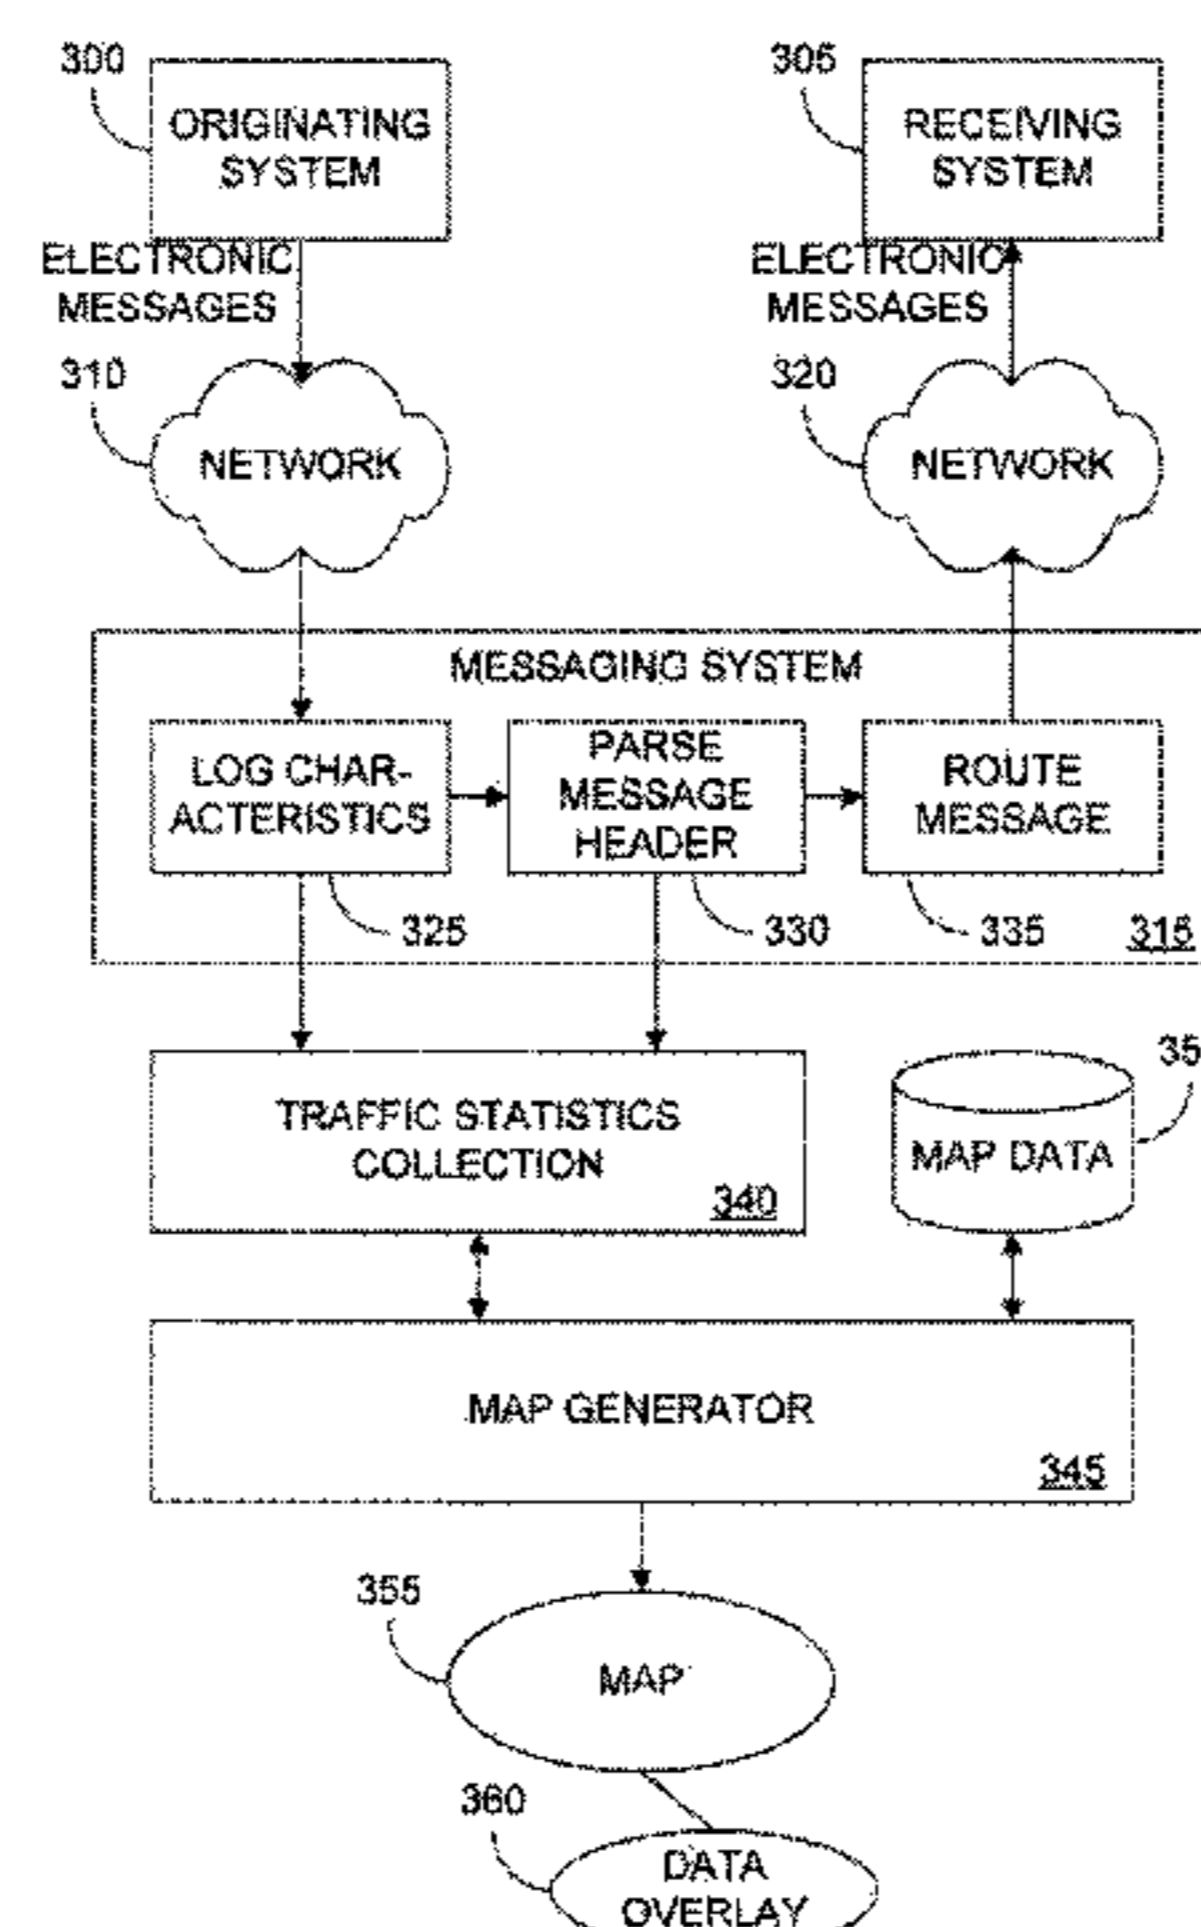 300
ORIGINATING
SYSTEM
305
RECEIVING
SYSTEM
ELECTRONIC
MESSAGES
ELECTRONIC
MESSAGES
310
NETWORK
320
NETWORK
MESSAGING SYSTEM
LOG CHAR-
ACTERISTICS
PARSE
MESSAGE
HEADER
ROUTE
MESSAGE
325
330
335
315
TRAFFIC STATISTICS
COLLECTION
340
35
MAP DATA
MAP GENERATOR
345
355
MAP
360
DATA
OVERLAY